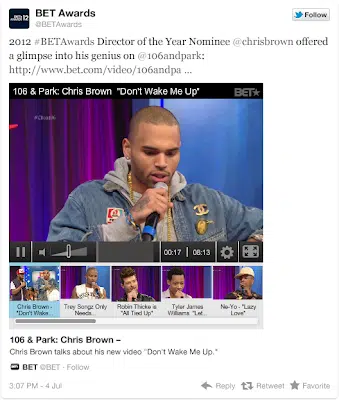 BET Awards
@BETAwards
Follow
2012 #BETAwards Director of the Year Nominee @chrisbrown offered
a glimpse into his genius on @106andpark:
http://www.bet.com/video/106andpa ...
106 & Park: Chris Brown "Don't Wake Me Up"
BET★
00:17 | 08:13
Chris Brown - "Don't Wake...
Trey Songz Only Needs...
Robin Thicke is "All Tied Up"
Tyler James Williams "Let...
Ne-Yo - "Lazy Love"
106 & Park: Chris Brown –
Chris Brown talks about his new video "Don't Wake Me Up."
BET @BET · Follow
3:07 PM - 4 Jul
Reply Retweet Favorite